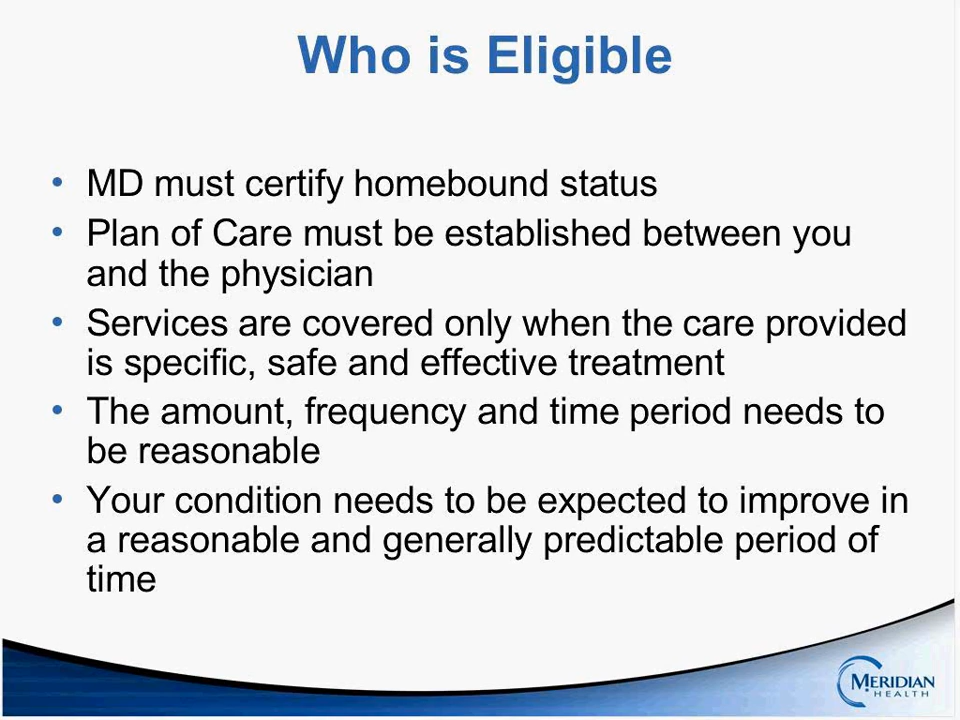 Who is Eligible
• MD must certify homebound status
• Plan of Care must be established between you
and the physician
• Services are covered only when the care provided
is specific, safe and effective treatment
• The amount, frequency and time period needs to
be reasonable
• Your condition needs to be expected to improve in
a reasonable and generally predictable period of
time
MERIDIAN
HEALTH